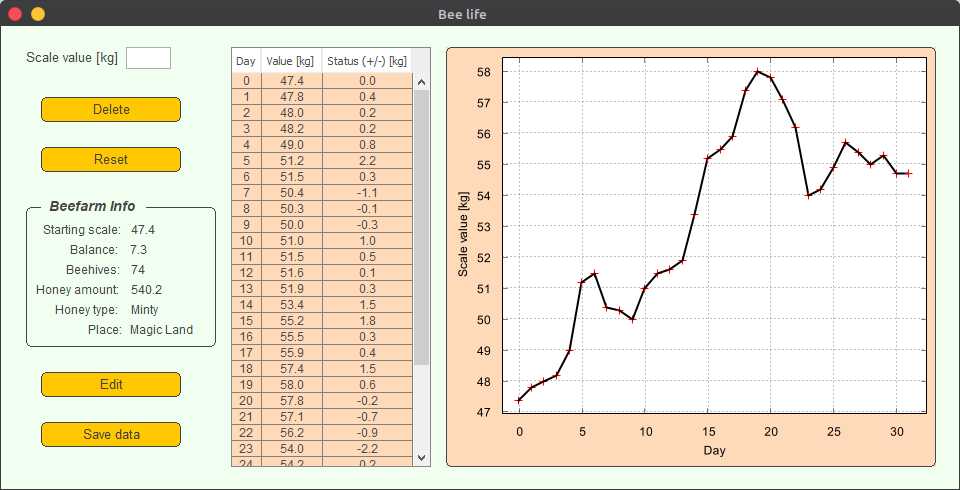 Bee life
Scale value [kg]
Delete
Reset
Beefarm Info
Starting scale: 47.4
Balance: 7.3
Beehives: 74
Honey amount: 540.2
Honey type: Minty
Place: Magic Land
Edit
Save data
Day Value [kg] Status (+/-) [kg]
0 47.4 0.0
1 47.8 0.4
2 48.0 0.2
3 48.2 0.2
4 49.0 0.8
5 51.2 2.2
6 51.5 0.3
7 50.4 -1.1
8 50.3 -0.1
9 50.0 -0.3
10 51.0 1.0
11 51.5 0.5
12 51.6 0.1
13 51.9 0.3
14 53.4 1.5
15 55.2 1.8
16 55.5 0.3
17 55.9 0.4
18 57.4 1.5
19 58.0 0.6
20 57.8 -0.2
21 57.1 -0.7
22 56.2 -0.9
23 54.0 -2.2
24 54.2 0.2
Scale value [kg]
58
57
56
55
54
53
52
51
50
49
48
47
0 5 10 15 20 25 30
Day